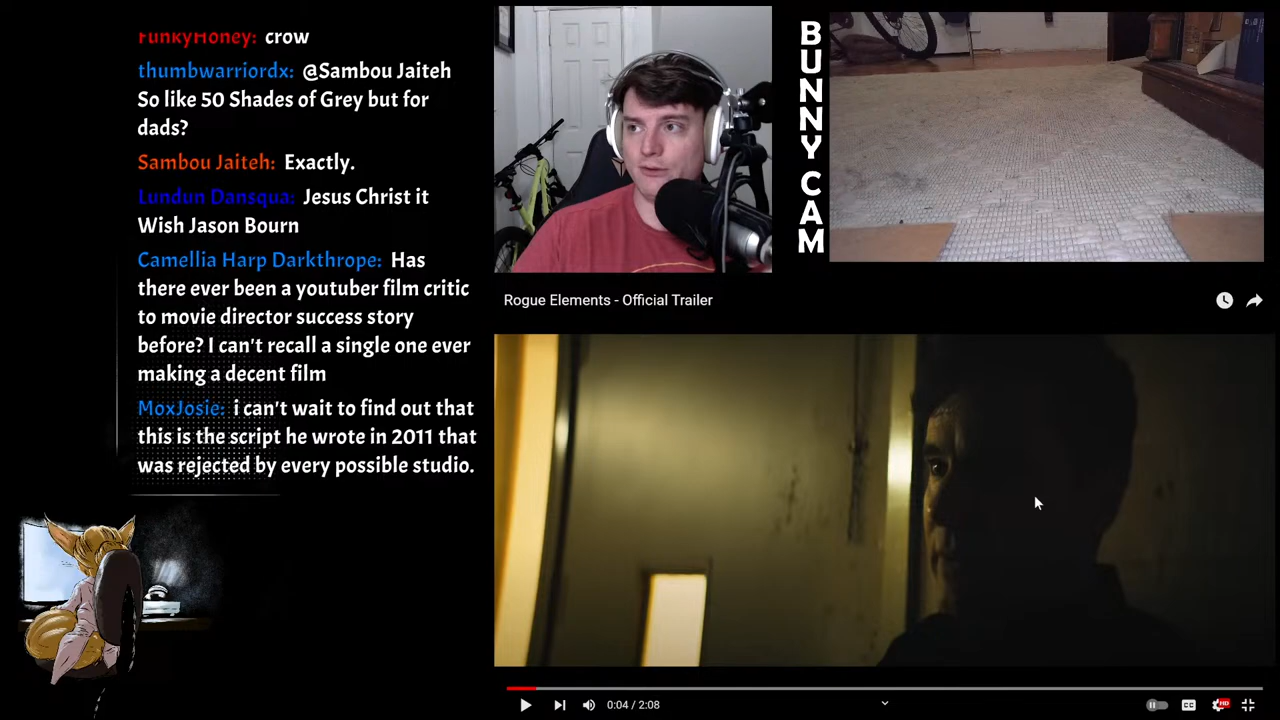 FunkyHoney: crow
thumbwarriordx: @Sambou Jaiteh
So like 50 Shades of Grey but for
dads?
Sambou Jaiteh: Exactly.
Lundun Dansqua: Jesus Christ it
Wish Jason Bourn
Camellia Harp Darkthrope: Has
there ever been a youtuber film critic
to movie director success story
before? I can't recall a single one ever
making a decent film
MoxJosie: i can't wait to find out that
this is the script he wrote in 2011 that
was rejected by every possible studio.
BUNNY CAM
Rogue Elements - Official Trailer
0:04 / 2:08
CC
HD